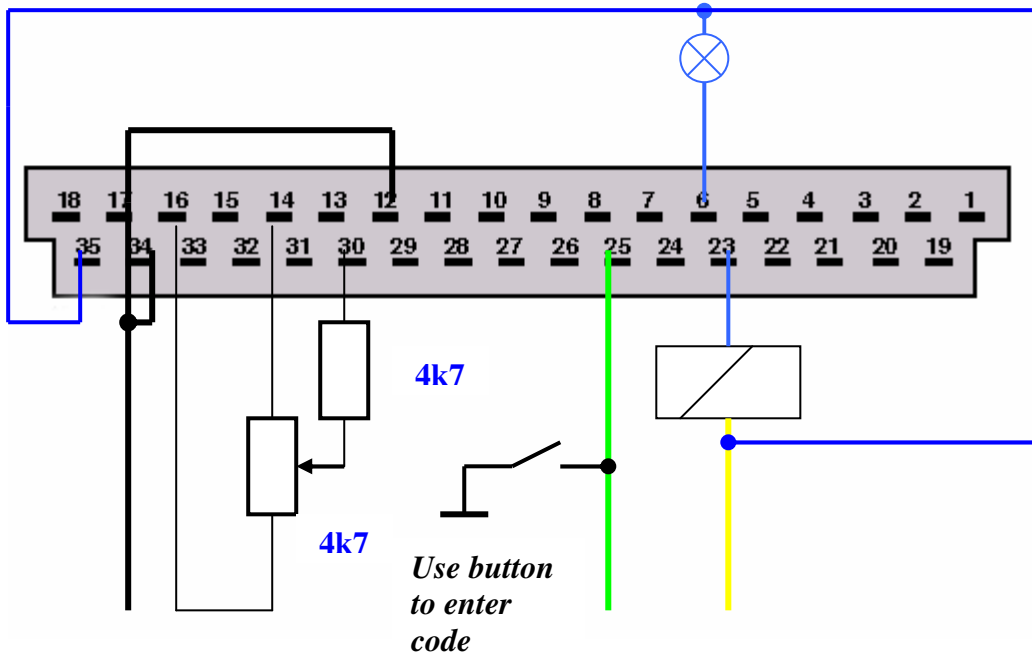 18 17 16 15 14 13 12 11 10 9 8 7 6 5 4 3 2 1
35 34 33 32 31 30 29 28 27 26 25 24 23 22 21 20 19
4k7
4k7
Use button
to enter
code